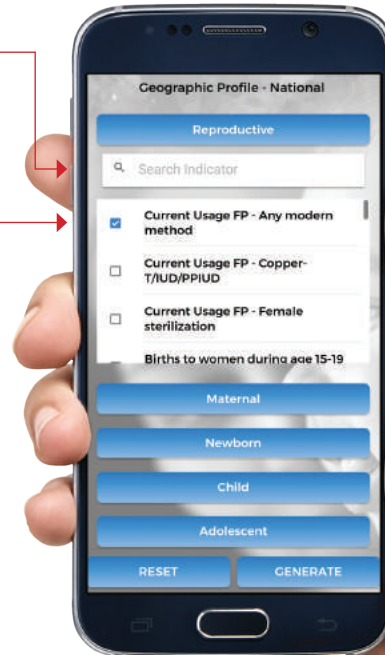 Geographic Profile - National
Reproductive
Search Indicator
Current Usage FP - Any modern
method
Current Usage FP - Copper-
T/IUD/PPIUD
Current Usage FP - Female
sterilization
Births to women during age 15-19
Maternal
Newborn
Child
Adolescent
RESET
GENERATE